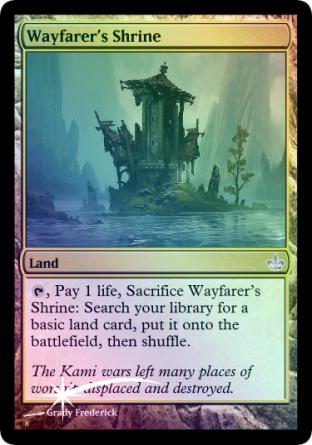 Wayfarer's Shrine
Land
, Pay 1 life, Sacrifice Wayfarer's
Shrine: Search your library for a
basic land card, put it onto the
battlefield, then shuffle.
The Kami wars left many places of
displaced and destroyed.
Grady Frederick